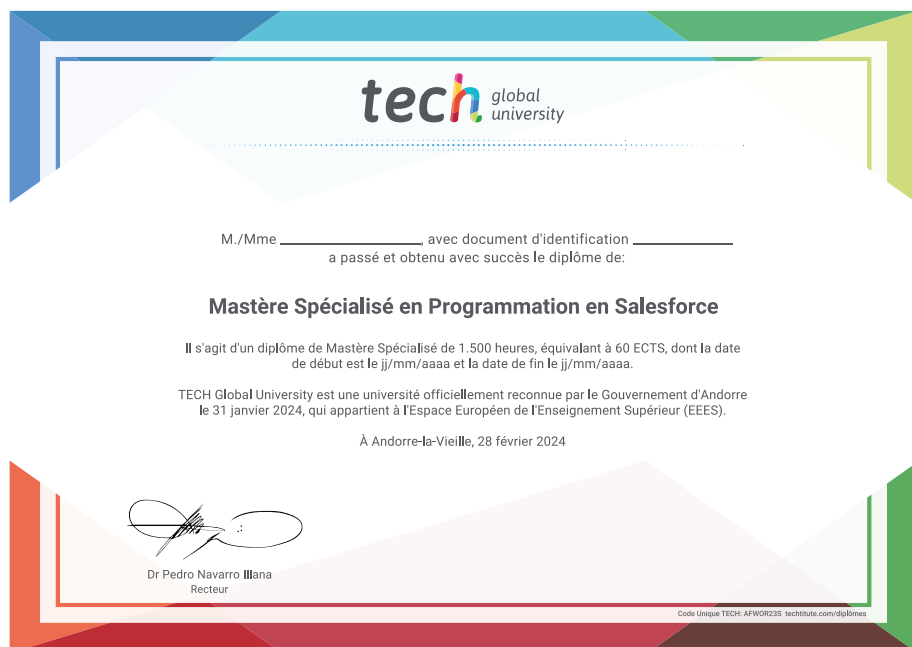 tech global university
M./Mme ____________, avec document d'identification ____________
a passé et obtenu avec succès le diplôme de:
Mastère Spécialisé en Programmation en Salesforce
Il s'agit d'un diplôme de Mastère Spécialisé de 1.500 heures, équivalant à 60 ECTS, dont la date
de début est le jj/mm/aaaa et la date de fin le jj/mm/aaaa.
TECH Global University est une université officiellement reconnue par le Gouvernement d'Andorre
le 31 janvier 2024, qui appartient à l'Espace Européen de l'Enseignement Supérieur (EEES).
À Andorre-la-Vieille, 28 février 2024
Dr Pedro Navarro Illana
Recteur
Code Unique TECH: AFWOR23S techtitute.com/diplômes